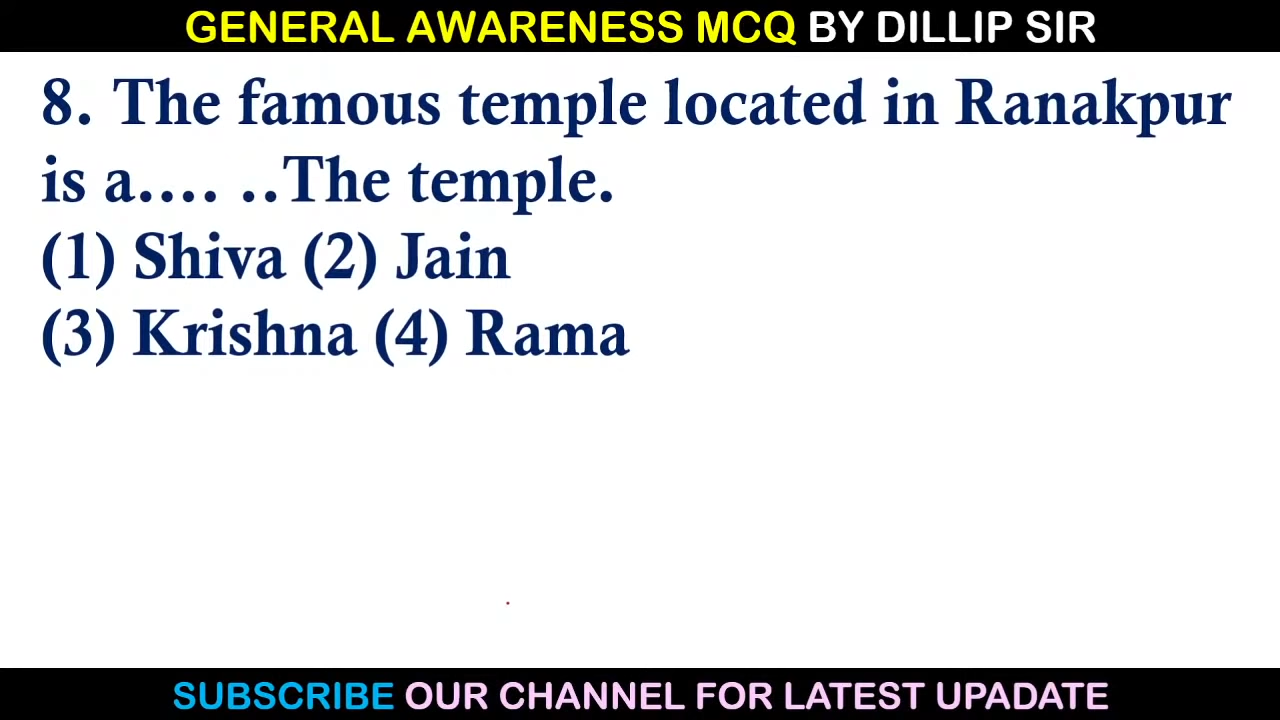 GENERAL AWARENESS MCQ BY DILLIP SIR
8. The famous temple located in Ranakpur
is a.... ..The temple.
(1) Shiva (2) Jain
(3) Krishna (4) Rama
SUBSCRIBE OUR CHANNEL FOR LATEST UPADATE